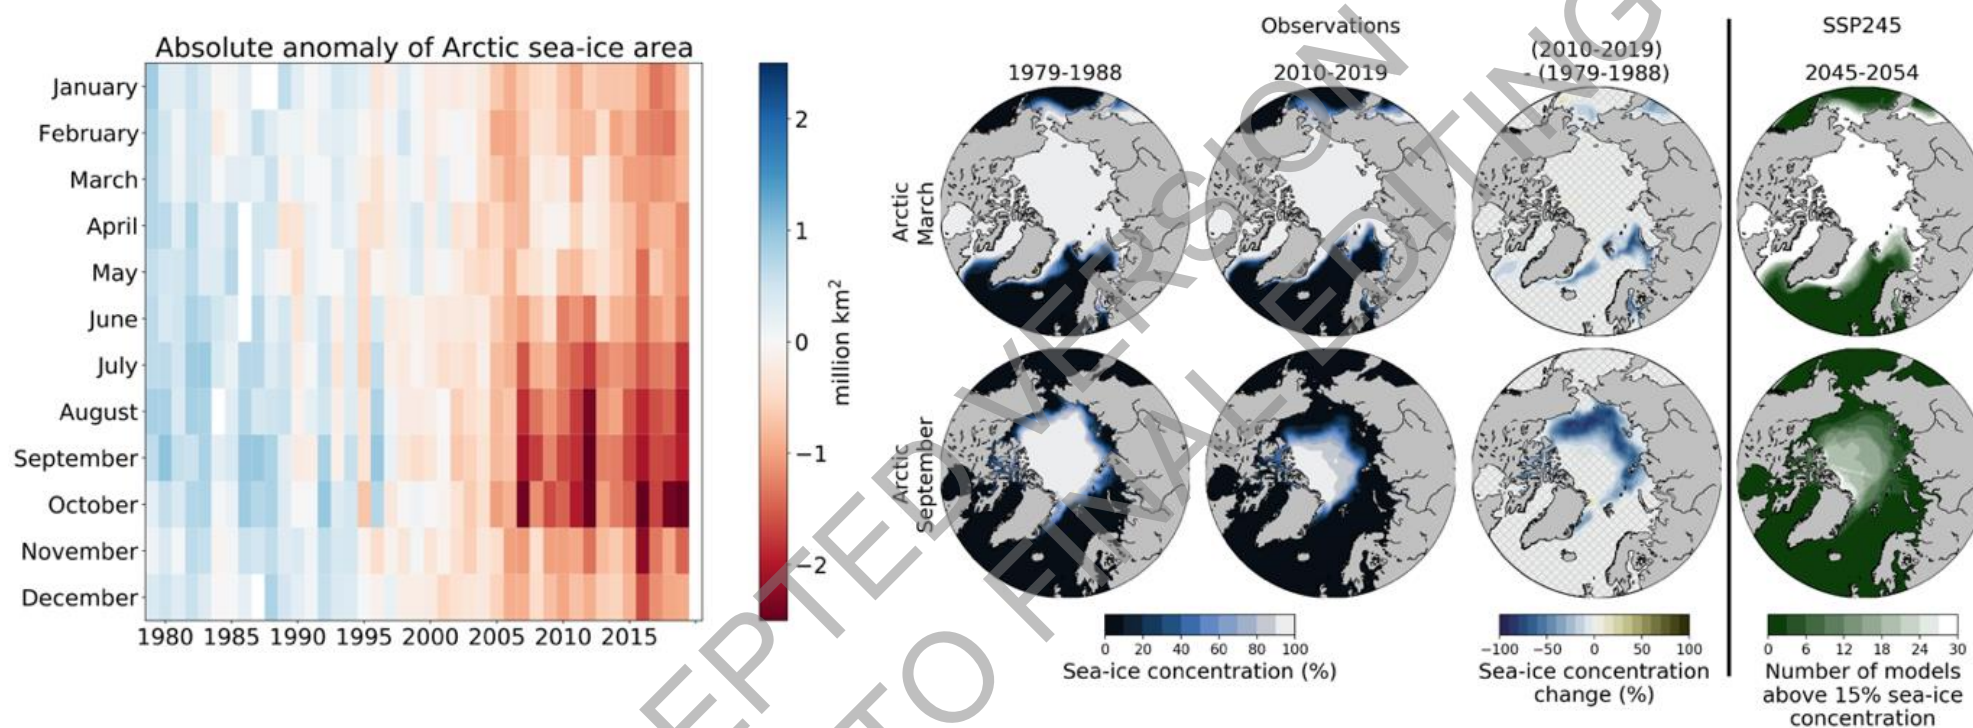 Absolute anomaly of Arctic sea-ice area
January
February
March
April
May
June
July
August
September
October
November
December
1980 1985 1990 1995 2000 2005 2010 2015
2
1
0
−1
−2
million km²
Observations
SSP245
1979-1988
2010-2019
(2010-2019)
- (1979-1988)
2045-2054
Arctic
March
Arctic
September
0 20 40 60 80 100
Sea-ice concentration (%)
−100 −50 0 50 100
Sea-ice concentration
change (%)
0 6 12 18 24 30
Number of models
above 15% sea-ice
concentration
EPTED VERSION
TO FINAL EDITING